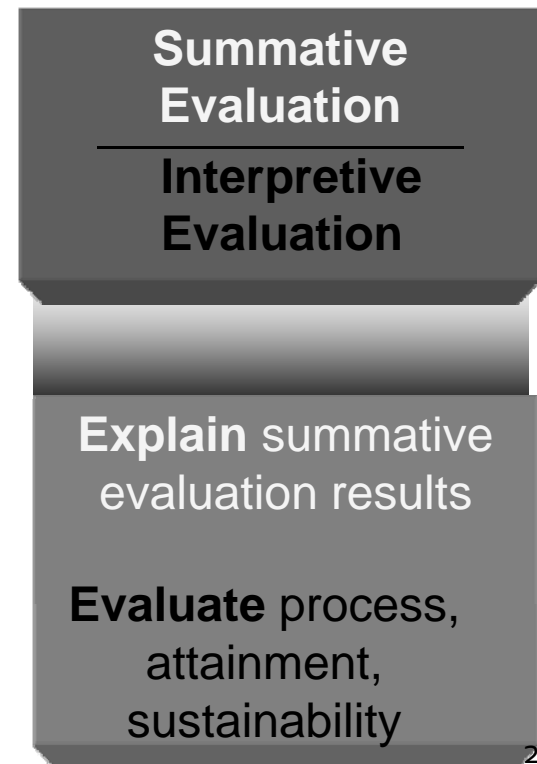 Summative
Evaluation
Interpretive
Evaluation
Explain summative
evaluation results
Evaluate process,
attainment,
sustainability
2